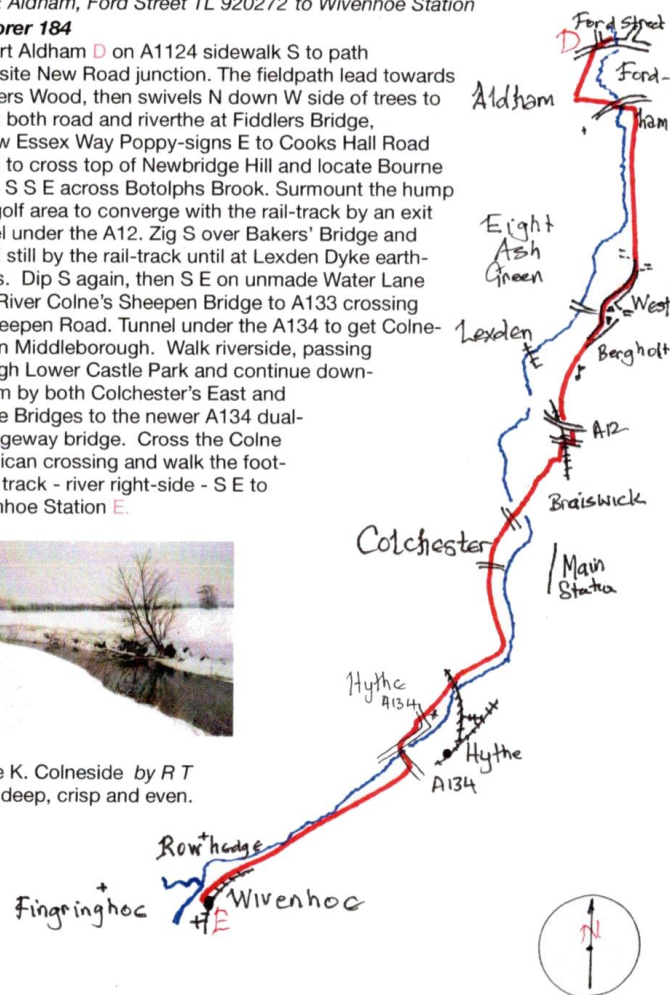 Aldham, Ford Street TL 920272 to Wivenhoe Station
orer 184
rt Aldham D on A1124 sidewalk S to path
site New Road junction. The fieldpath lead towards
ers Wood, then swivels N down W side of trees to
both road and riverthe at Fiddlers Bridge,
w Essex Way Poppy-signs E to Cooks Hall Road
to cross top of Newbridge Hill and locate Bourne
S S E across Botolphs Brook. Surmount the hump
golf area to converge with the rail-track by an exit
el under the A12. Zig S over Bakers' Bridge and
still by the rail-track until at Lexden Dyke earth-
s. Dip S again, then S E on unmade Water Lane
River Colne's Sheepen Bridge to A133 crossing
eepen Road. Tunnel under the A134 to get Colne-
n Middleborough. Walk riverside, passing
gh Lower Castle Park and continue down-
m by both Colchester's East and
e Bridges to the newer A134 dual-
geway bridge. Cross the Colne
ican crossing and walk the foot-
track - river right-side - S E to
nhoe Station E.
e K. Colneside by R T
deep, crisp and even.
Ford Street
D
Ford-
ham
Aldham
Eight
Ash
Green
West
Bergholt
Lexden
A12
Braiswick
Colchester
Main
Station
Hythe
A134
Hythe
A134
Rowhedge
Fingringhoe
Wivenhoe
E
N